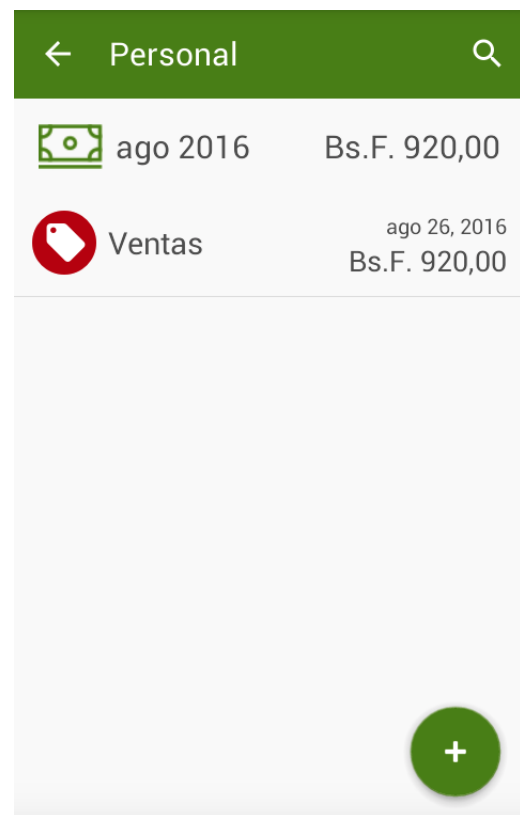 Personal
ago 2016 Bs.F. 920,00
ago 26, 2016
Ventas
Bs.F. 920,00
+